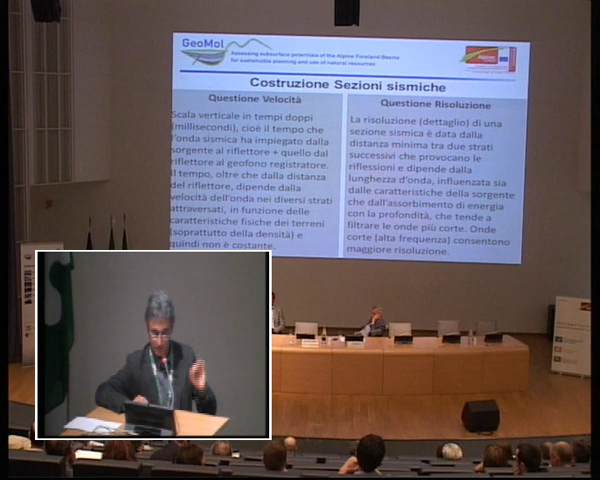 GeoMol
Assessing subsurface potentials of the Alpine Foreland Basins
for sustainable planning and use of natural resources
Costruzione Sezioni sismiche
Questione Velocità
Scala verticale in tempi doppi
(millisecondi), cioè il tempo che
l'onda sismica ha impiegato dalla
sorgente al riflettore + quello dal
riflettore al geofono registratore.
Il tempo, oltre che dalla distanza
del riflettore, dipende dalla
velocità dell'onda nei diversi strati
attraversati, in funzione delle
caratteristiche fisiche dei terreni
(soprattutto della densità) e
quindi non è costante.
Questione Risoluzione
La risoluzione (dettaglio) di una
sezione sismica è data dalla
distanza minima tra due strati
successivi che provocano le
riflessioni e dipende dalla
lunghezza d'onda, influenzata sia
dalle caratteristiche della sorgente
che dall'assorbimento di energia
con la profondità, che tende a
filtrare le onde più corte. Onde
corte (alta frequenza) consentono
maggiore risoluzione.